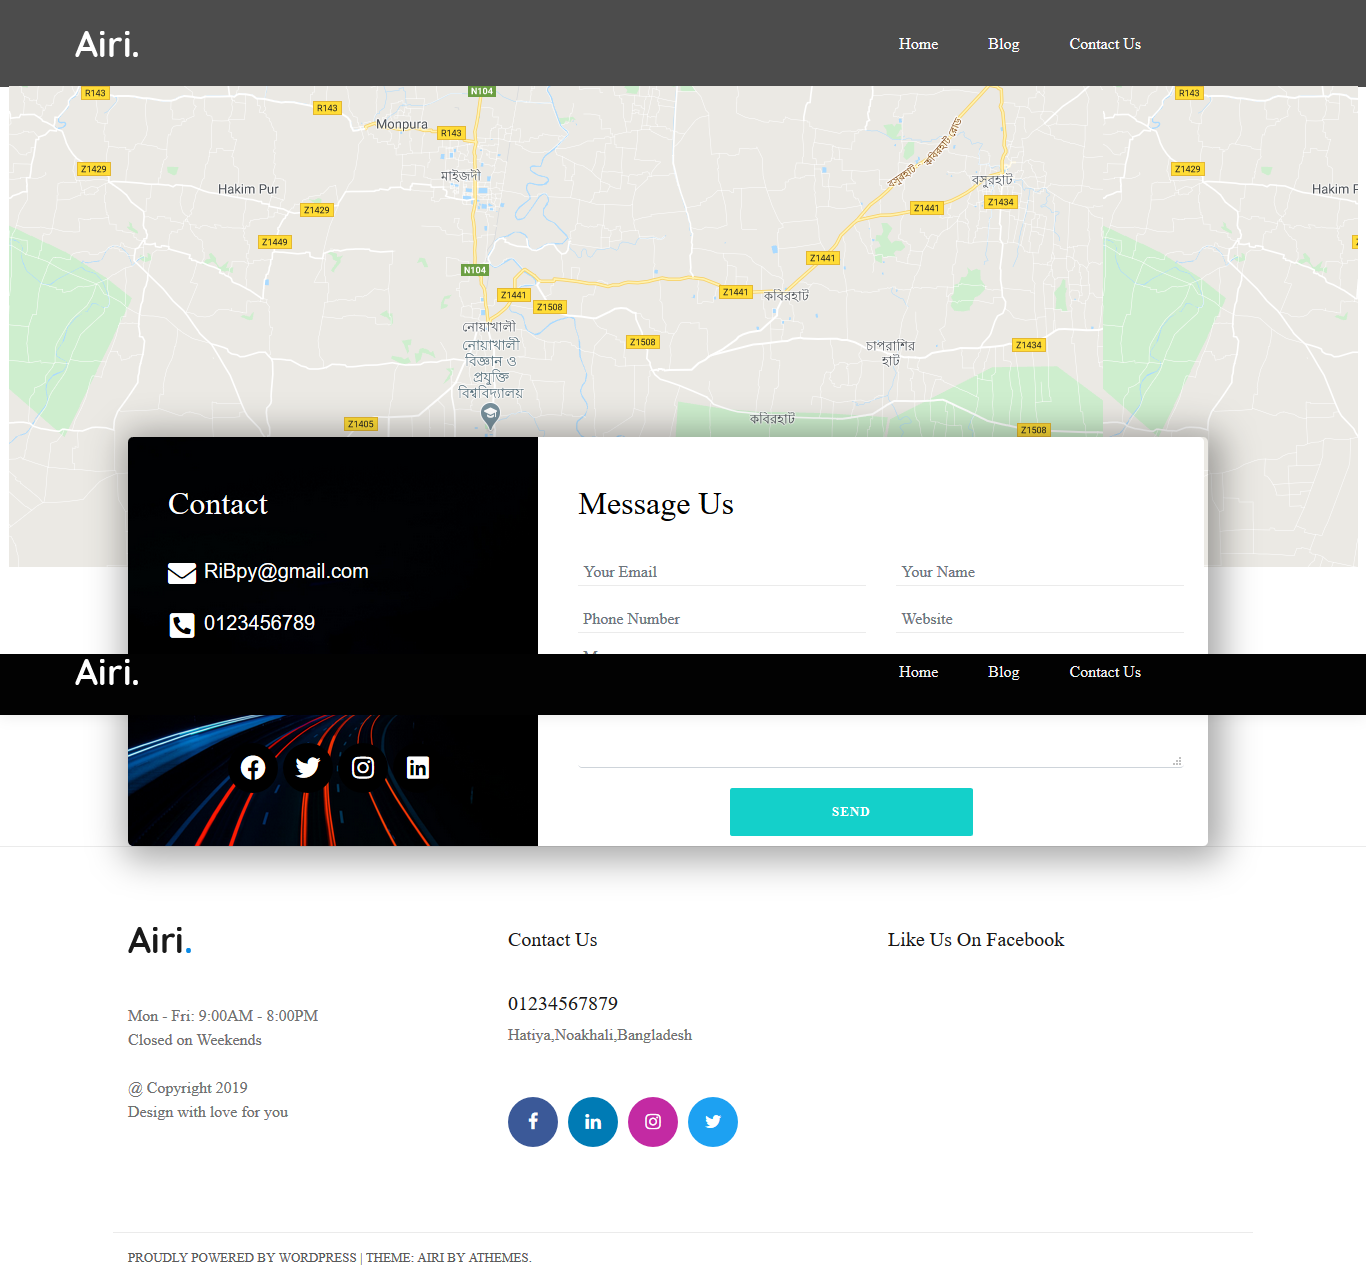 Airi.
Home
Blog
Contact Us
R143
N104
R143
R143
Monpura
R143
Z1429
মাইজদী
Hakim Pur
Z1429
Z1449
বসুরহাট - কবিরহাট রোড
বসুরহাট
Z1434
Z1441
Z1429
Hakim P
Z
Z1441
N104
Z1441
Z1508
Z1441
কবিরহাট
নোয়াখালী
নোয়াখালী
বিজ্ঞান ও
প্রযুক্তি
বিশ্ববিদ্যালয়
Z1508
চাপরাশির
হাট
Z1434
Z1405
কবিরহাট
Z1508
Contact
RiBpy@gmail.com
0123456789
Message Us
Your Email
Your Name
Phone Number
Website
Airi.
Home
Blog
Contact Us
SEND
Airi.
Mon - Fri: 9:00AM - 8:00PM
Closed on Weekends
@ Copyright 2019
Design with love for you
Contact Us
01234567879
Hatiya,Noakhali,Bangladesh
Like Us On Facebook
PROUDLY POWERED BY WORDPRESS | THEME: AIRI BY ATHEMES.